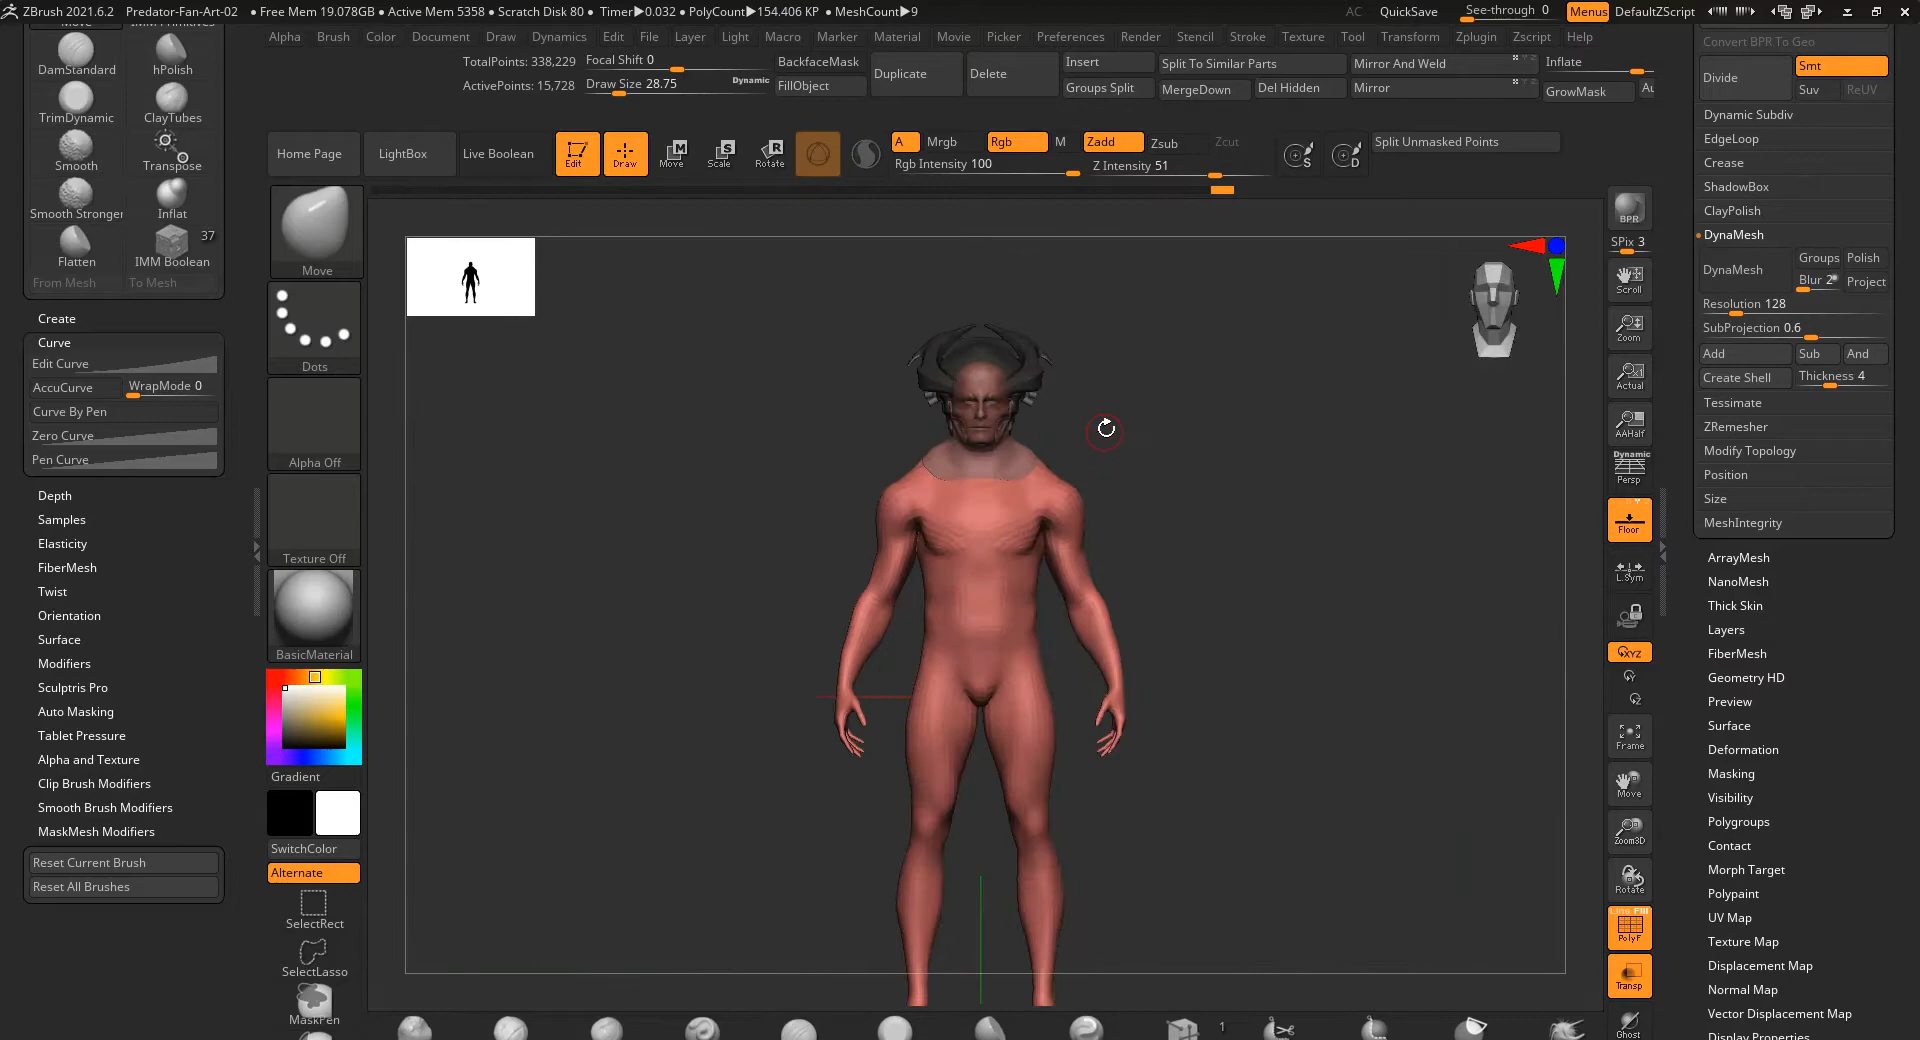 ZBrush 2021.6.2 Predator-Fan-Art-02 • Free Mem 19.078GB • Active Mem 5358 • Scratch Disk 80 • Timer▶0.032 • PolyCount▶154.406 KP • MeshCount▶9 AC QuickSave See-through 0 Menus DefaultZScript
Alpha Brush Color Document Draw Dynamics Edit File Layer Light Macro Marker Material Movie Picker Preferences Render Stencil Stroke Texture Tool Transform Zplugin Zscript Help
DamStandard hPolish
TrimDynamic ClayTubes
Smooth Transpose
Smooth Stronger Inflat
37
Flatten IMM Boolean
From Mesh To Mesh
Create
Curve
Edit Curve
AccuCurve WrapMode 0
Curve By Pen
Zero Curve
Pen Curve
Depth
Samples
Elasticity
FiberMesh
Twist
Orientation
Surface
Modifiers
Sculptris Pro
Auto Masking
Tablet Pressure
Alpha and Texture
Clip Brush Modifiers
Smooth Brush Modifiers
MaskMesh Modifiers
Reset Current Brush
Reset All Brushes
TotalPoints: 338,229 Focal Shift 0 BackfaceMask
ActivePoints: 15,728 Draw Size 28.75 Dynamic FillObject
Duplicate Delete
Insert Split To Similar Parts Mirror And Weld Inflate
Groups Split MergeDown Del Hidden Mirror GrowMask Au
Home Page LightBox Live Boolean Edit Draw Move Scale Rotate
A Mrgb Rgb M Zadd Zsub Zcut
Rgb Intensity 100 Z Intensity 51
S D Split Unmasked Points
Move
Dots
Alpha Off
Texture Off
BasicMaterial
Gradient
SwitchColor
Alternate
SelectRect
SelectLasso
MaskPen
1
BPR
SPix 3
Scroll
Zoom
Actual
AAHalf
Dynamic
Persp
Floor
L.Sym
XYZ
Y
Z
Frame
Move
Zoom3D
Rotate
Line Fill
PolyF
Transp
Ghost
Convert BPR To Geo
Divide Smt
Suv ReUV
Dynamic Subdiv
EdgeLoop
Crease
ShadowBox
ClayPolish
DynaMesh
DynaMesh Groups Polish
Blur 2 Project
Resolution 128
SubProjection 0.6
Add Sub And
Create Shell Thickness 4
Tessimate
ZRemesher
Modify Topology
Position
Size
MeshIntegrity
ArrayMesh
NanoMesh
Thick Skin
Layers
FiberMesh
Geometry HD
Preview
Surface
Deformation
Masking
Visibility
Polygroups
Contact
Morph Target
Polypaint
UV Map
Texture Map
Displacement Map
Normal Map
Vector Displacement Map
Display Properties